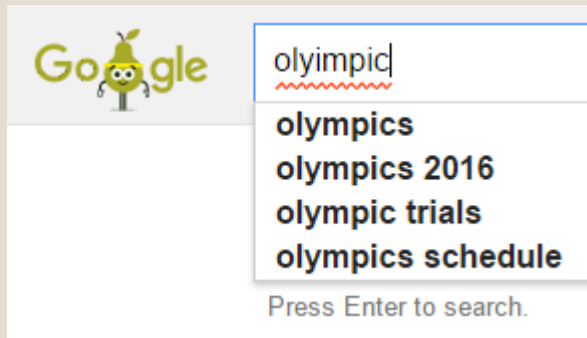 Google
olyimpic
olympics
olympics 2016
olympic trials
olympics schedule
Press Enter to search.